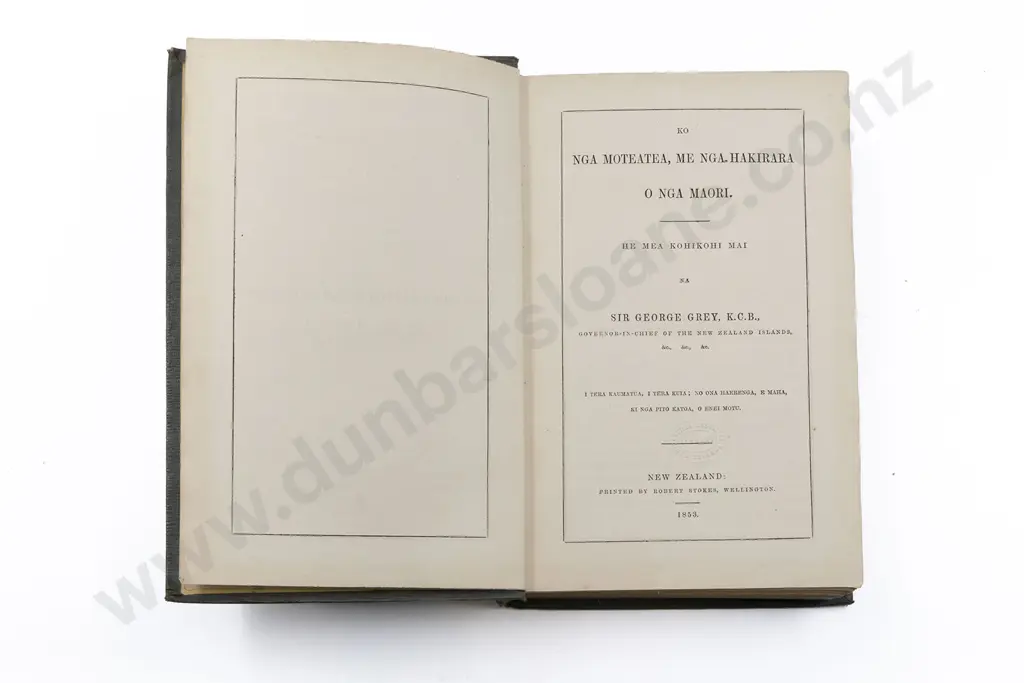 KO
NGA MOTEATEA, ME NGA HAKIRARA
O NGA MAORI.
HE MEA KOHIKOHI MAI
NA
SIR GEORGE GREY, K.C.B.,
GOVERNOR-IN-CHIEF OF THE NEW ZEALAND ISLANDS,
&c., &c., &c.
I TERA KAUMATUA, I TERA KUIA; NO ONA HAERENGA, E MAHA,
KI NGA PITO KATOA, O ENEI MOTU.
NEW ZEALAND:
PRINTED BY ROBERT STOKES, WELLINGTON.
1853.
www.dunbarsloane.co.nz